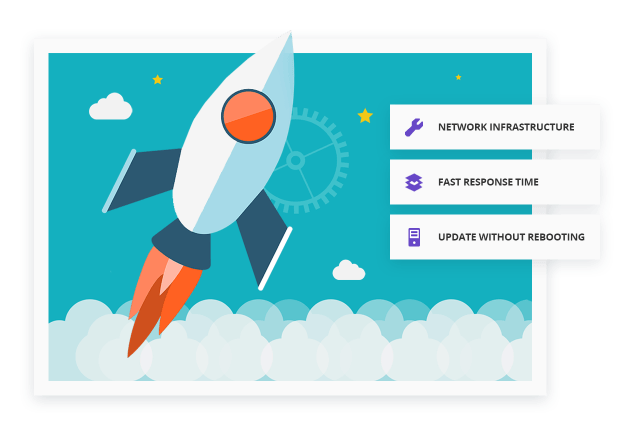 NETWORK INFRASTRUCTURE
FAST RESPONSE TIME
UPDATE WITHOUT REBOOTING